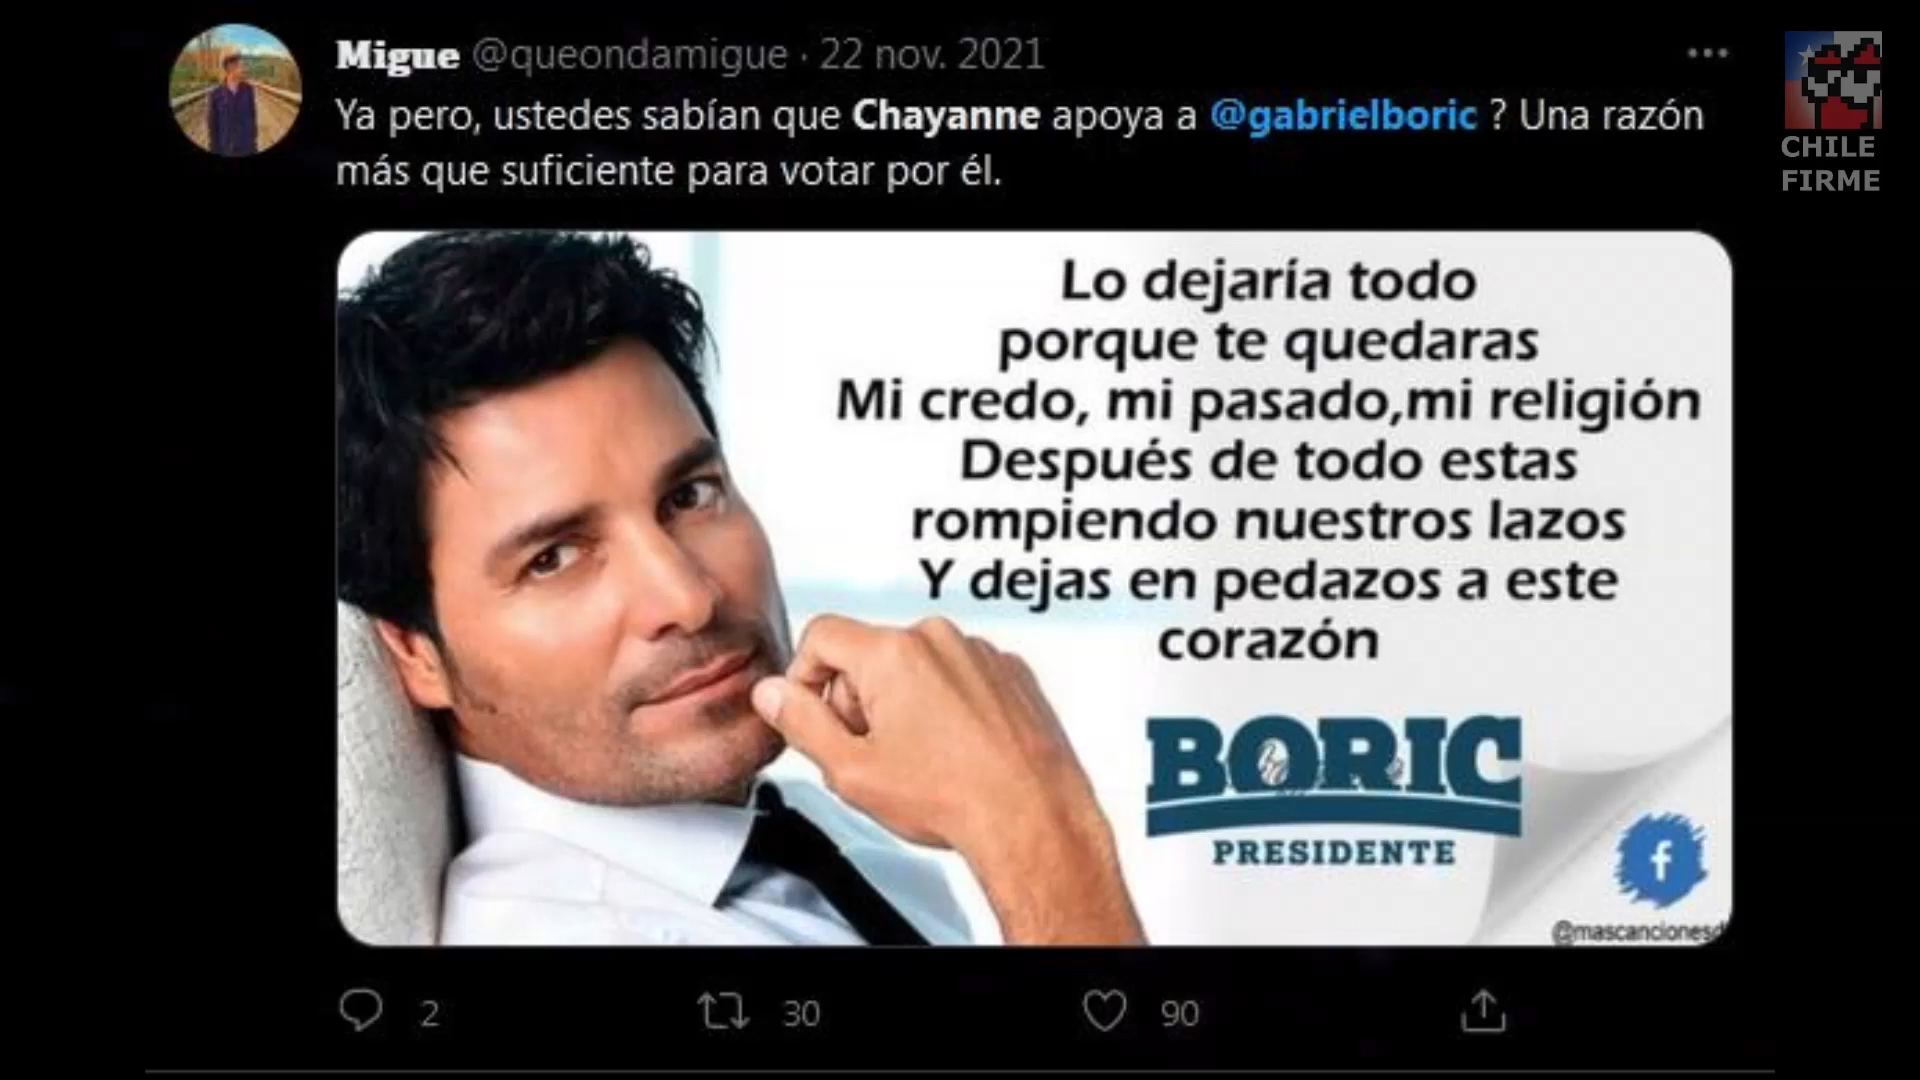 Migue @queondamigue · 22 nov. 2021
Ya pero, ustedes sabían que Chayanne apoya a @gabrielboric ? Una razón
más que suficiente para votar por él.
CHILE
FIRME
Lo dejaría todo
porque te quedaras
Mi credo, mi pasado,mi religión
Después de todo estas
rompiendo nuestros lazos
Y dejas en pedazos a este
corazón
BORIC
PRESIDENTE
f
@mascancionesd
2
30
90